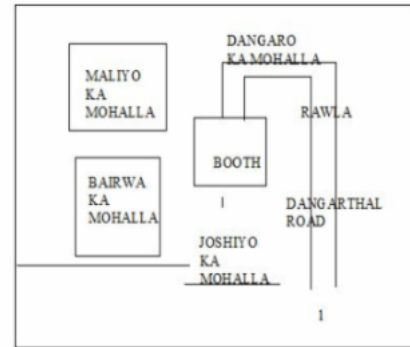 DANGARO
KA MOHALLA
MALIYO
KA
MOHALLA
RAWLA
BOOTH
BAIRWA
KA
MOHALLA
DANGARTHAL
ROAD
JOSHIYO
KA
MOHALLA
1